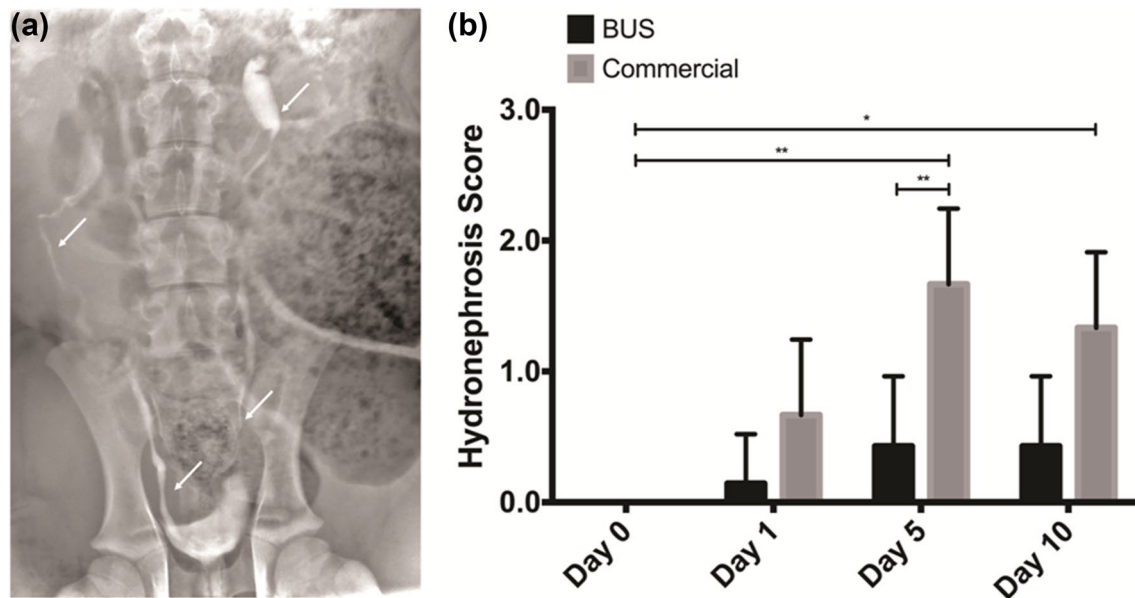 (a)
(b)
BUS
Commercial
Hydronephrosis Score
3.0
*
**
**
2.0
1.0
0.0
Day 0
Day 1
Day 5
Day 10